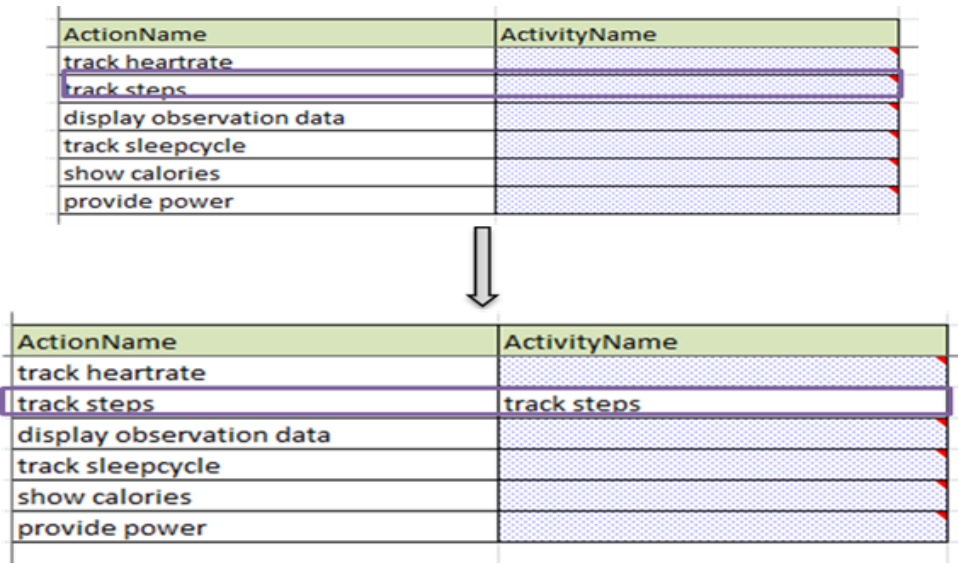 ActionName ActivityName
track heartrate
track steps
display observation data
track sleepcycle
show calories
provide power
ActionName ActivityName
track heartrate
track steps track steps
display observation data
track sleepcycle
show calories
provide power